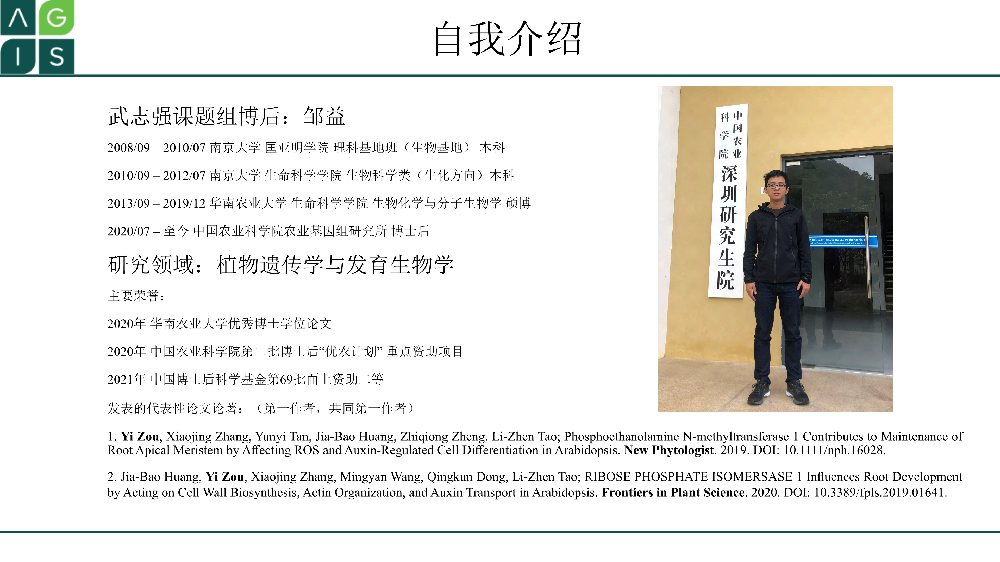 AG
IS
自我介绍
武志强课题组博后：邹益
2008/09 – 2010/07 南京大学 匡亚明学院 理科基地班（生物基地） 本科
2010/09 – 2012/07 南京大学 生命科学学院 生物科学类（生化方向）本科
2013/09 – 2019/12 华南农业大学 生命科学学院 生物化学与分子生物学 硕博
2020/07 – 至今 中国农业科学院农业基因组研究所 博士后
研究领域：植物遗传学与发育生物学
主要荣誉：
2020年 华南农业大学优秀博士学位论文
2020年 中国农业科学院第二批博士后“优农计划” 重点资助项目
2021年 中国博士后科学基金第69批面上资助二等
发表的代表性论文论著：（第一作者，共同第一作者）
1. Yi Zou, Xiaojing Zhang, Yunyi Tan, Jia-Bao Huang, Zhiqiong Zheng, Li-Zhen Tao; Phosphoethanolamine N-methyltransferase 1 Contributes to Maintenance of
Root Apical Meristem by Affecting ROS and Auxin-Regulated Cell Differentiation in Arabidopsis. New Phytologist. 2019. DOI: 10.1111/nph.16028.
2. Jia-Bao Huang, Yi Zou, Xiaojing Zhang, Mingyan Wang, Qingkun Dong, Li-Zhen Tao; RIBOSE PHOSPHATE ISOMERSASE 1 Influences Root Development
by Acting on Cell Wall Biosynthesis, Actin Organization, and Auxin Transport in Arabidopsis. Frontiers in Plant Science. 2020. DOI: 10.3389/fpls.2019.01641.
中国农业
科学院
深圳研究生院
中国农科院农业基因组研究